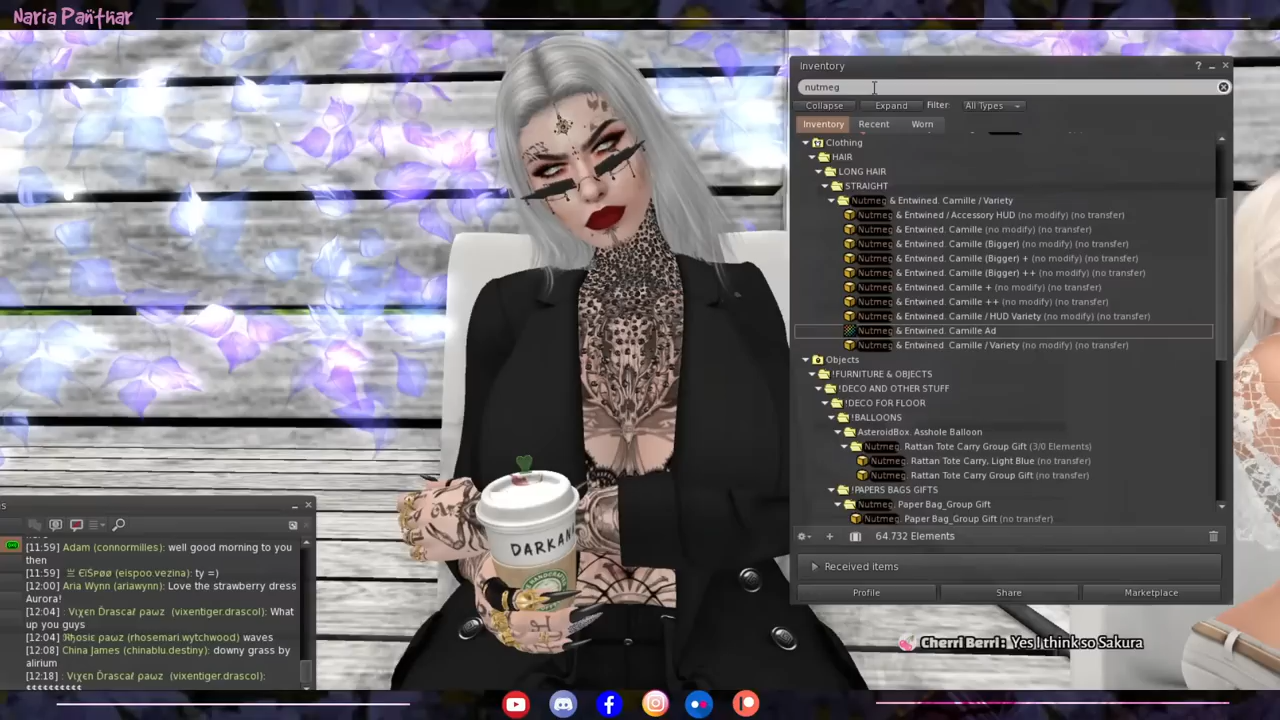 Naria Panthar
Inventory
? _ ×
nutmeg
Collapse Expand Filter: All Types
Inventory Recent Worn
Clothing
HAIR
LONG HAIR
STRAIGHT
Nutmeg & Entwined. Camille / Variety
Nutmeg & Entwined / Accessory HUD (no modify) (no transfer)
Nutmeg & Entwined. Camille (no modify) (no transfer)
Nutmeg & Entwined. Camille (Bigger) (no modify) (no transfer)
Nutmeg & Entwined. Camille (Bigger) + (no modify) (no transfer)
Nutmeg & Entwined. Camille (Bigger) ++ (no modify) (no transfer)
Nutmeg & Entwined. Camille + (no modify) (no transfer)
Nutmeg & Entwined. Camille ++ (no modify) (no transfer)
Nutmeg & Entwined. Camille / HUD Variety (no modify) (no transfer)
Nutmeg & Entwined. Camille Ad
Nutmeg & Entwined. Camille / Variety (no modify) (no transfer)
Objects
!FURNITURE & OBJECTS
!DECO AND OTHER STUFF
!DECO FOR FLOOR
!BALLOONS
AsteroidBox. Asshole Balloon
Nutmeg. Rattan Tote Carry Group Gift (3/0 Elements)
Nutmeg. Rattan Tote Carry, Light Blue (no transfer)
Nutmeg. Rattan Tote Carry Group Gift (no transfer)
!PAPERS BAGS GIFTS
Nutmeg. Paper Bag_Group Gift
Nutmeg. Paper Bag_Group Gift (no transfer)
64.732 Elements
Received items
Profile Share Marketplace
DARKAN
[11:59] Adam (connormilles): well good morning to you
then
[11:59] (eispoo.vezina): ty =)
[12:00] Aria Wynn (ariawynn): Love the strawberry dress
Aurora!
[12:04] (vixentiger.drascol): What
up you guys
[12:04] (rhosemari.wytchwood) waves
[12:08] China James (chinablu.destiny): downy grass by
alirium
[12:18] (vixentiger.drascol):
Cherri Berri : Yes I think so Sakura